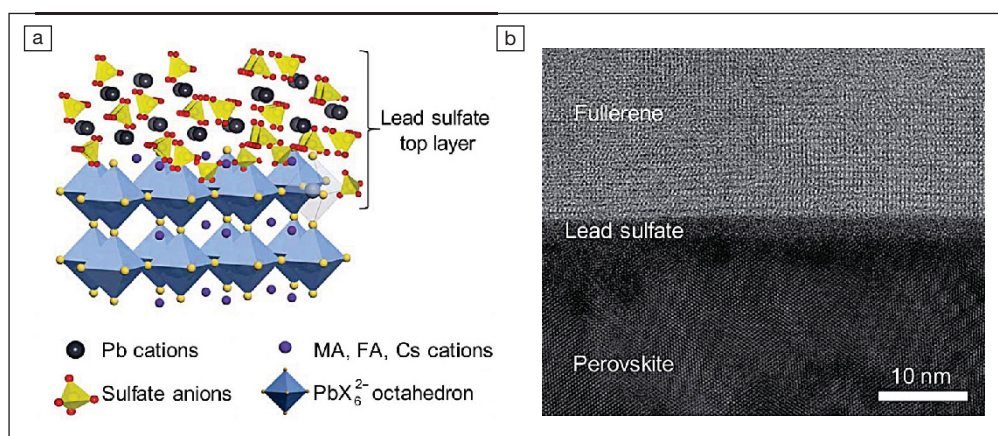 a
Lead sulfate
top layer
Pb cations
MA, FA, Cs cations
Sulfate anions
PbX₆²⁻ octahedron
b
Fullerene
Lead sulfate
Perovskite
10 nm